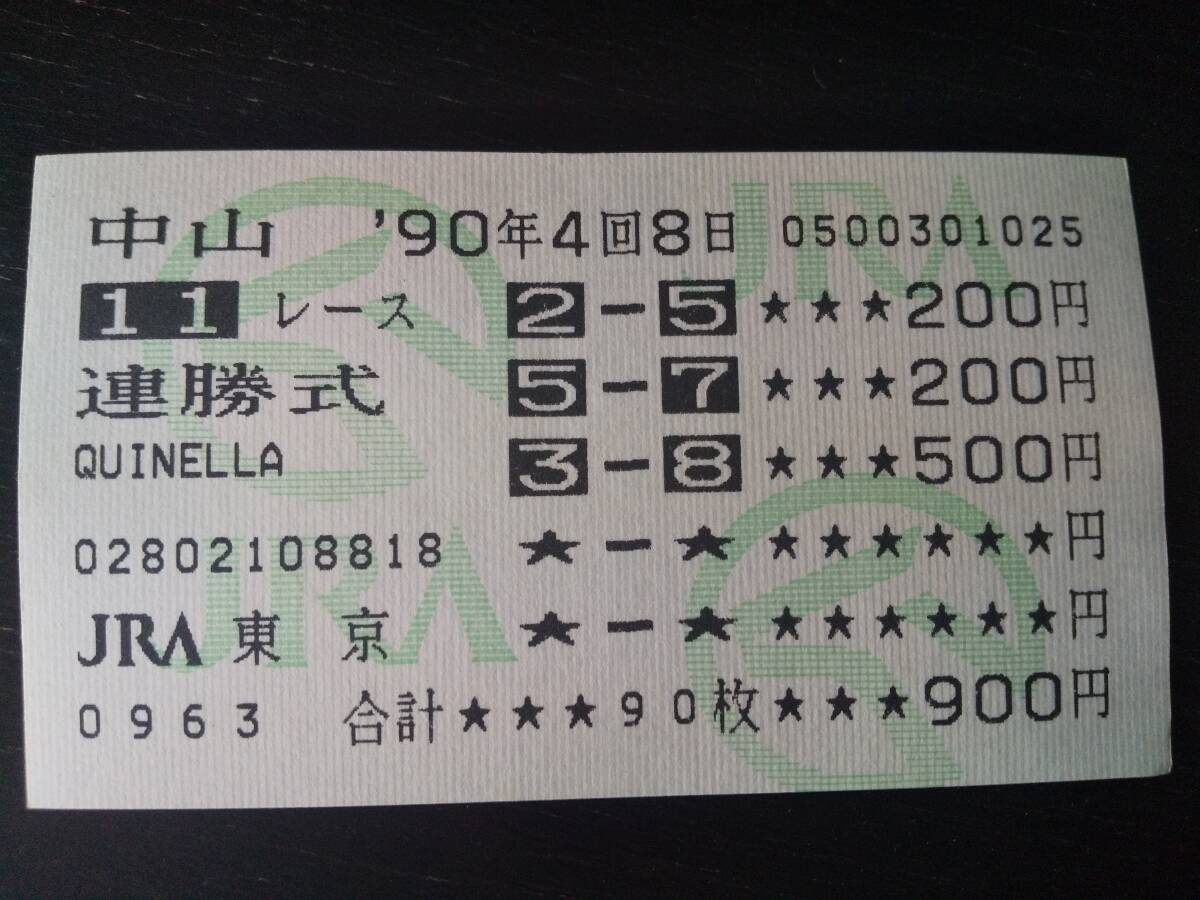 中山 '90年4回8日 0500301025
11 レース 2-5 ★★★200円
連勝式 5-7 ★★★200円
QUINELLA 3-8 ★★★500円
02802108818 ★-★ ★★★★★★円
JRA 東京 ★-★ ★★★★★★円
0963 合計★★★90枚★★★900円